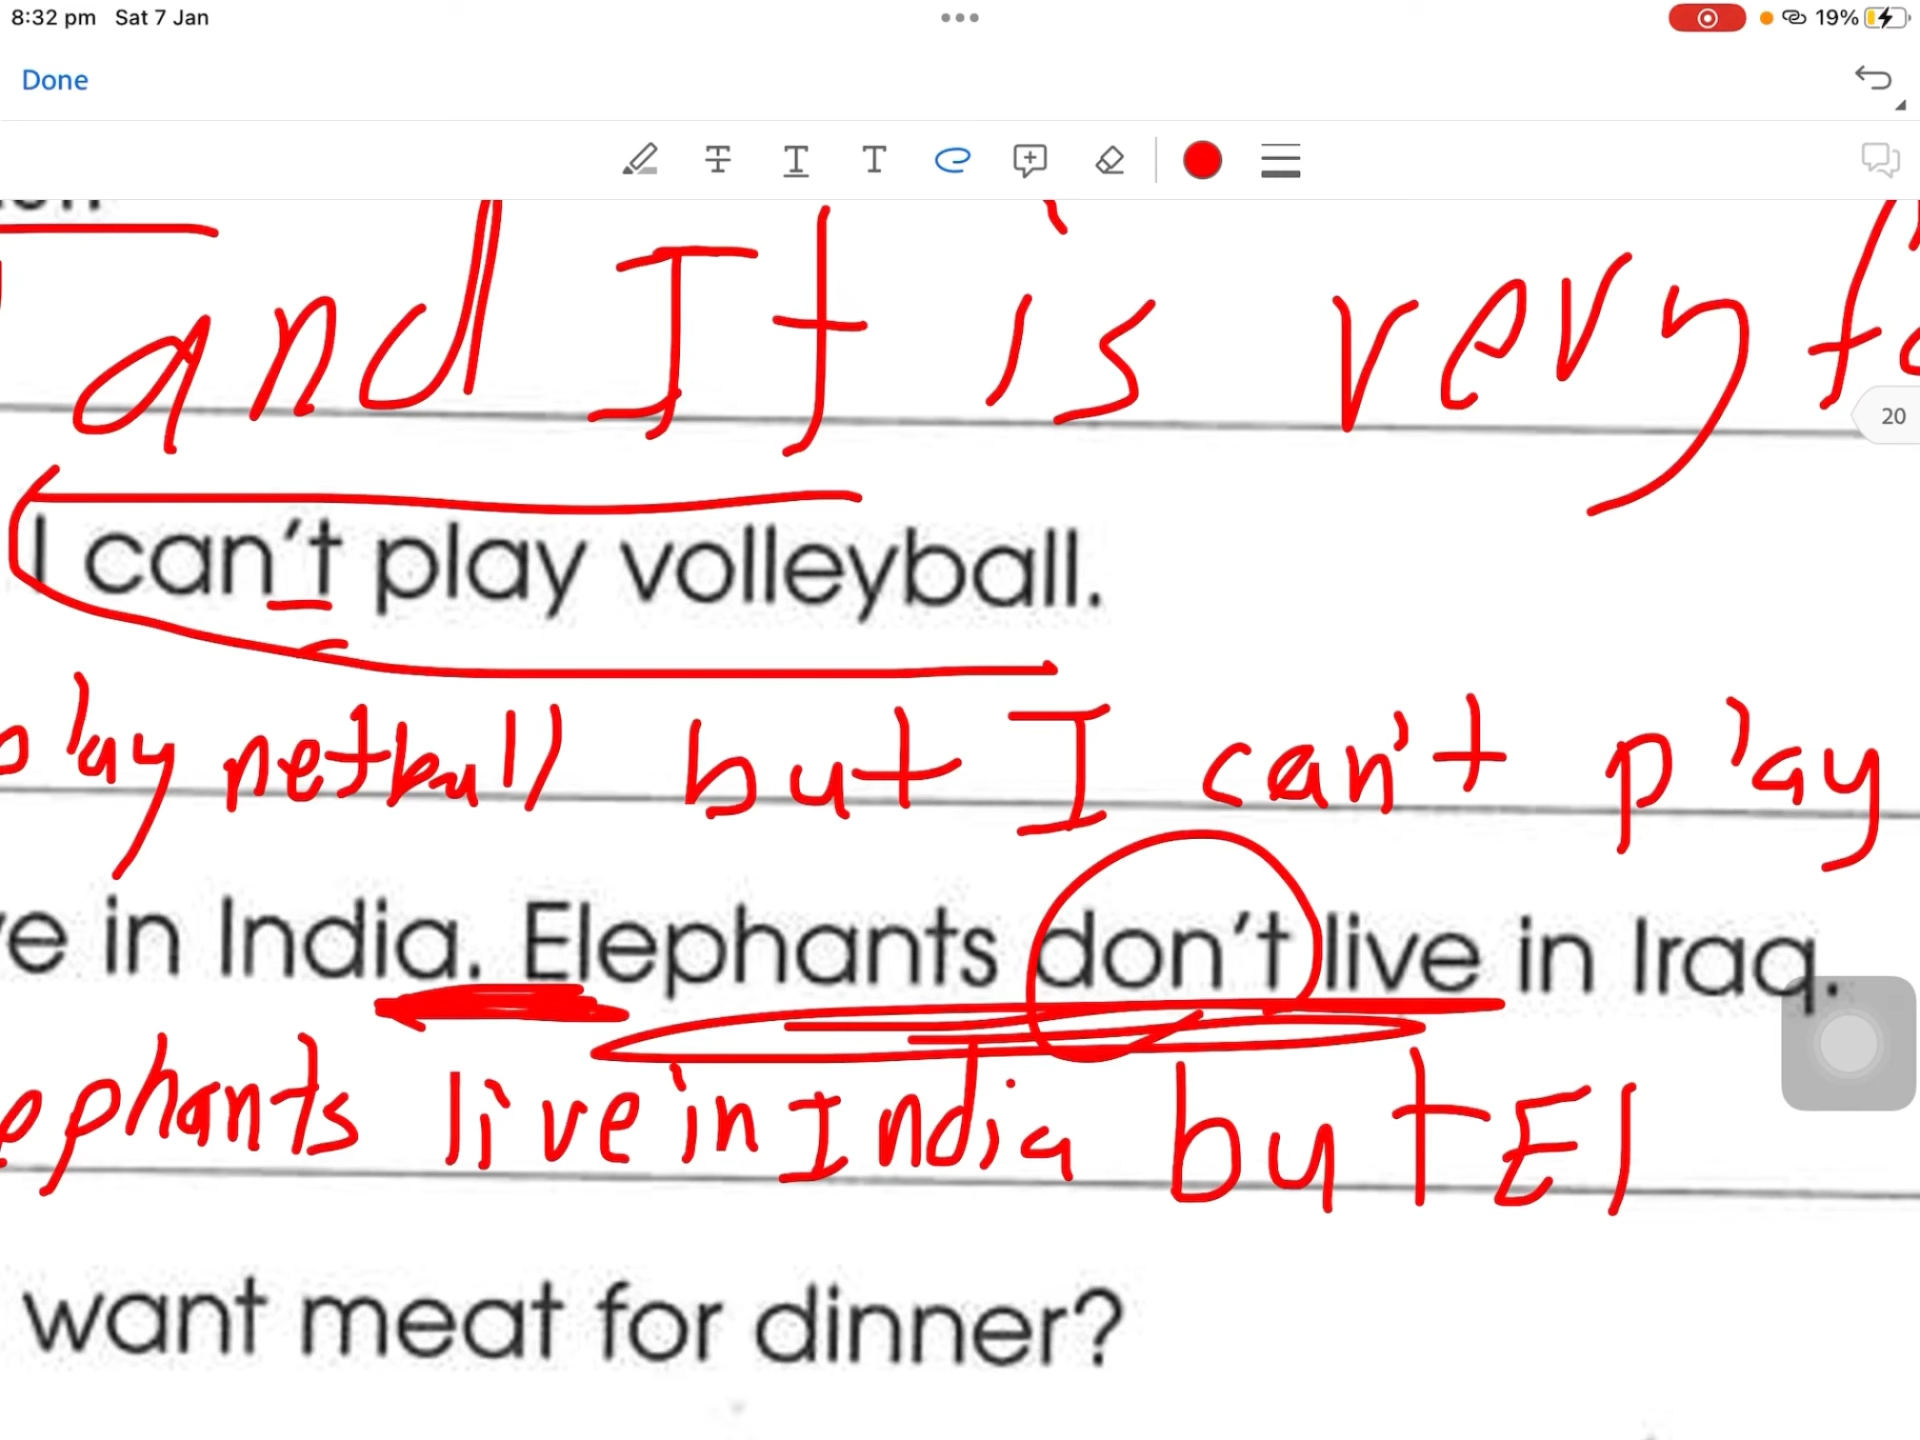 8:32 pm Sat 7 Jan
19%
Done
and It is very
20
I can't play volleyball.
play netball but I can't play
in India. Elephants don't live in Iraq.
ephants live in India but El
want meat for dinner?